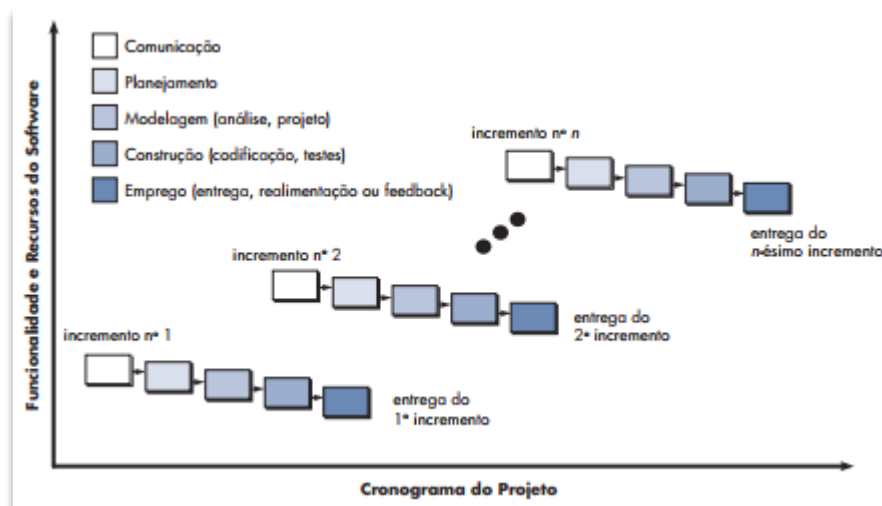 Funcionalidade e Recursos do Software
Comunicação
Planejamento
Modelagem (análise, projeto)
Construção (codificação, testes)
Emprego (entrega, realimentação ou feedback)
incremento nº n
entrega do
n-ésimo incremento
incremento nº 2
entrega do
2º incremento
incremento nº 1
entrega do
1º incremento
Cronograma do Projeto